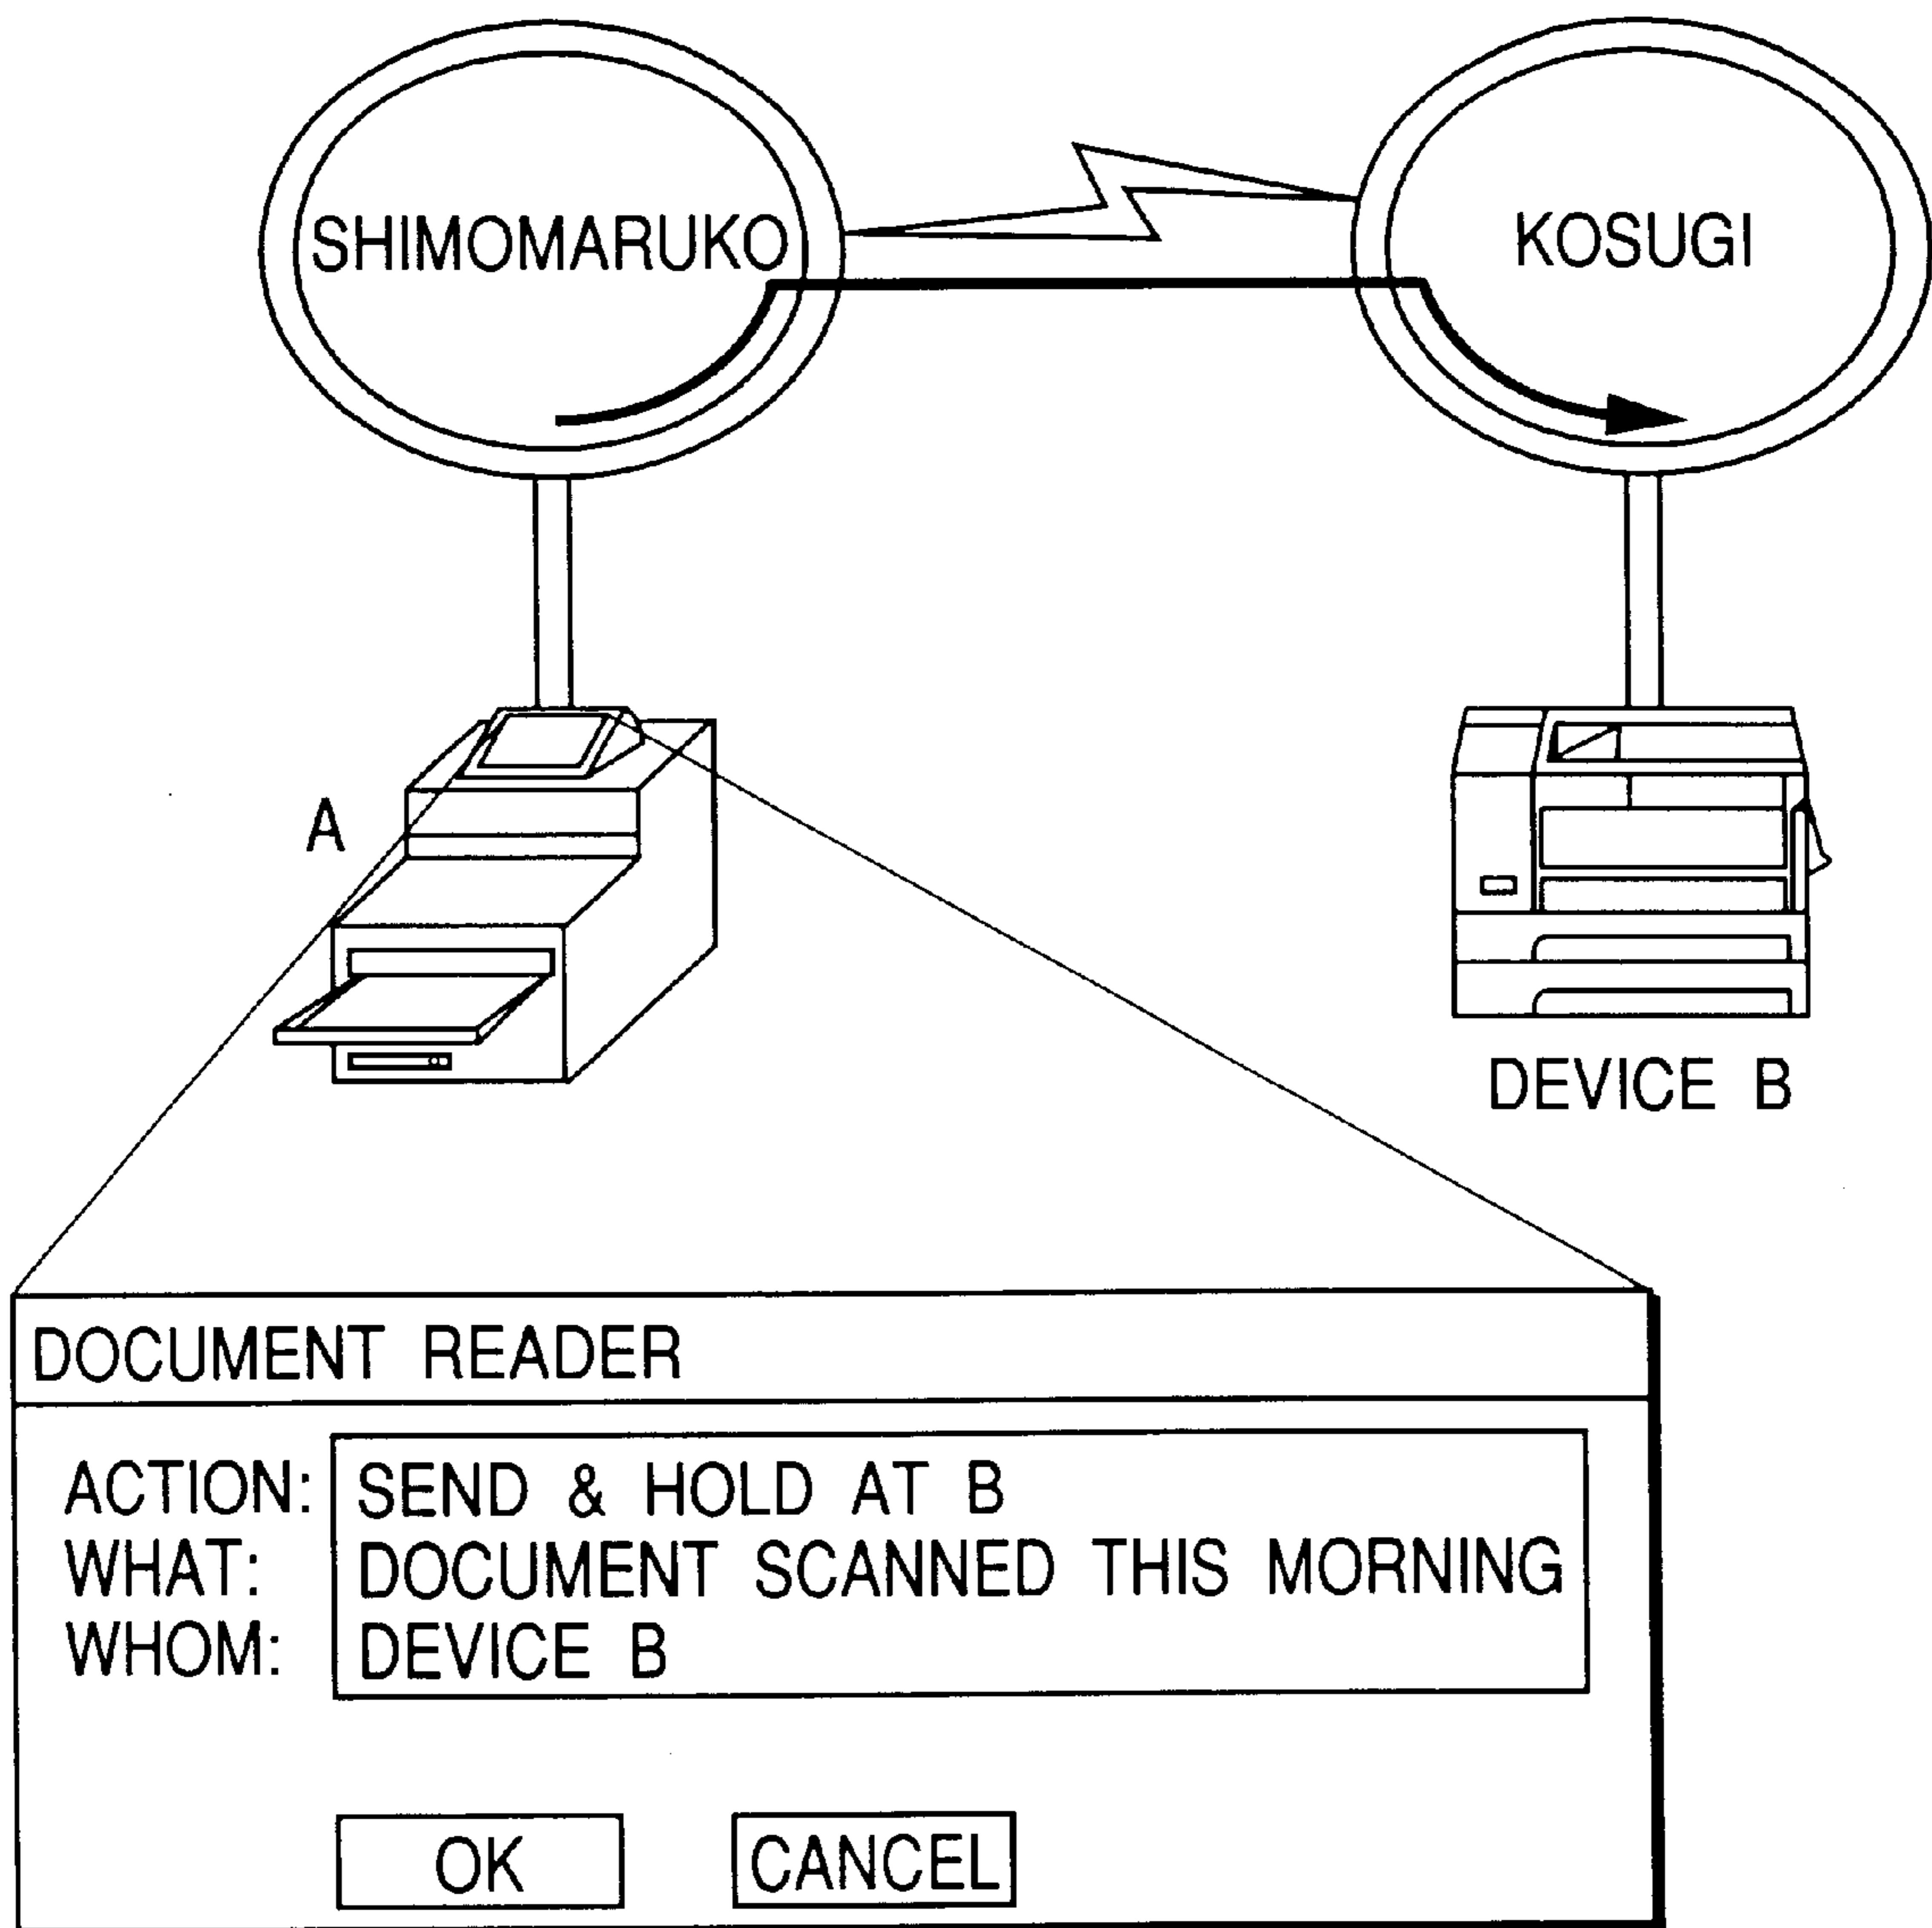 SHIMOMARUKO
KOSUGI
A
DEVICE B
DOCUMENT READER
ACTION: SEND & HOLD AT B
WHAT: DOCUMENT SCANNED THIS MORNING
WHOM: DEVICE B
OK CANCEL